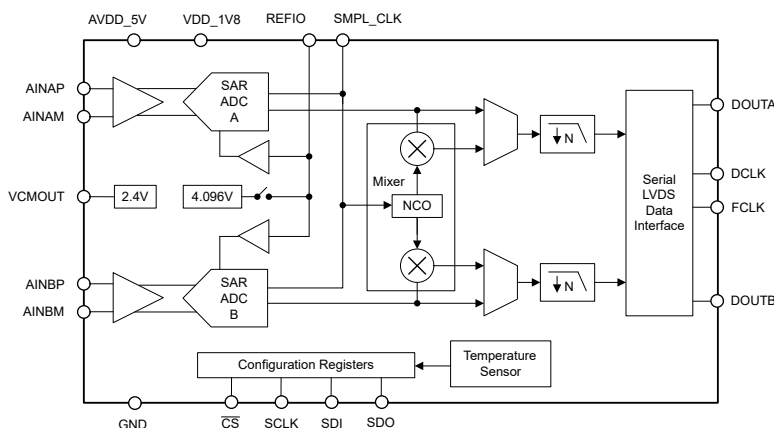 AVDD_5V VDD_1V8 REFIO SMPL_CLK
AINAP
AINAM
SAR
ADC
A
N
DOUTA
VCMOUT
2.4V
4.096V
Mixer
NCO
Serial
LVDS
Data
Interface
DCLK
FCLK
AINBP
AINBM
SAR
ADC
B
N
DOUTB
Configuration Registers
Temperature
Sensor
GND CS SCLK SDI SDO